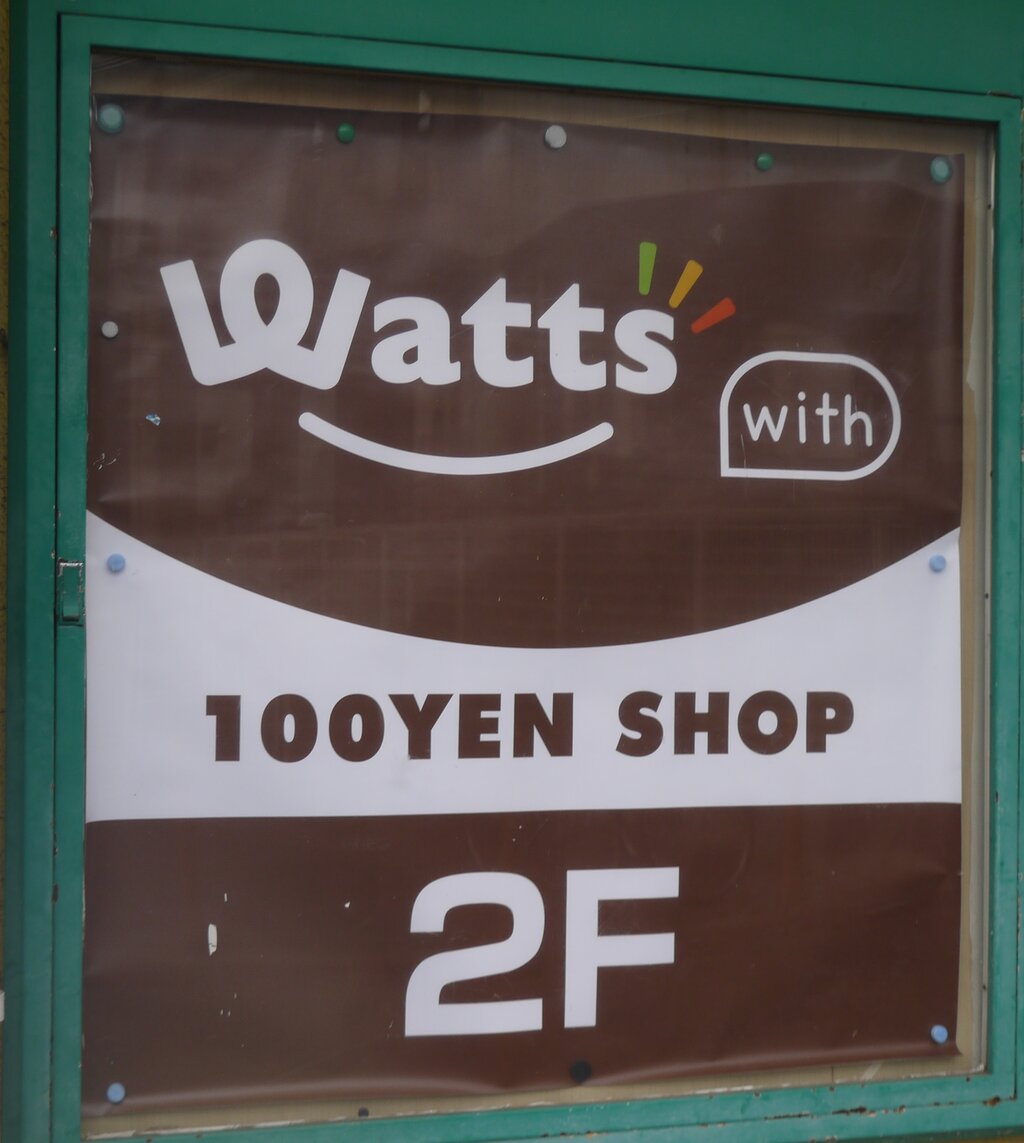 Watts
with
100YEN SHOP
2F